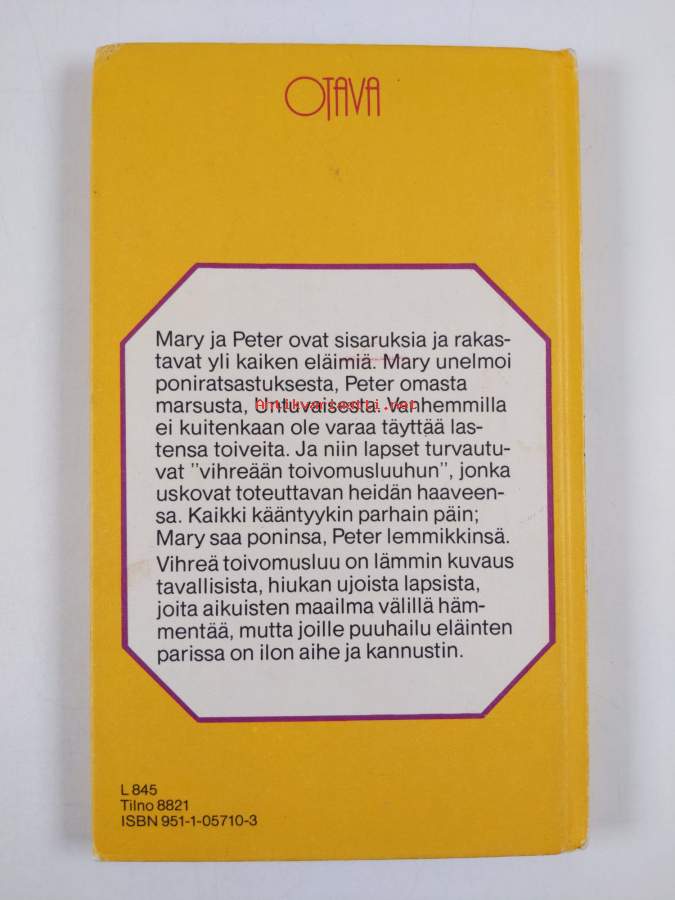 OTAVA
Mary ja Peter ovat sisaruksia ja rakas-
tavat yli kaiken eläimiä. Mary unelmoi
poniratsastuksesta, Peter omasta
marsusta, Untuvaisesta. Vanhemmilla
Antikvariaatti.net
ei kuitenkaan ole varaa täyttää las-
tensa toiveita. Ja niin lapset turvautu-
vat "vihreään toivomusluuhun", jonka
uskovat toteuttavan heidän haaveen-
sa. Kaikki kääntyykin parhain päin;
Mary saa poninsa, Peter lemmikkinsä.
Vihreä toivomusluu on lämmin kuvaus
tavallisista, hiukan ujoista lapsista,
joita aikuisten maailma välillä häm-
mentää, mutta joille puuhailu eläinten
parissa on ilon aihe ja kannustin.
L 845
Tilno 8821
ISBN 951-1-05710-3